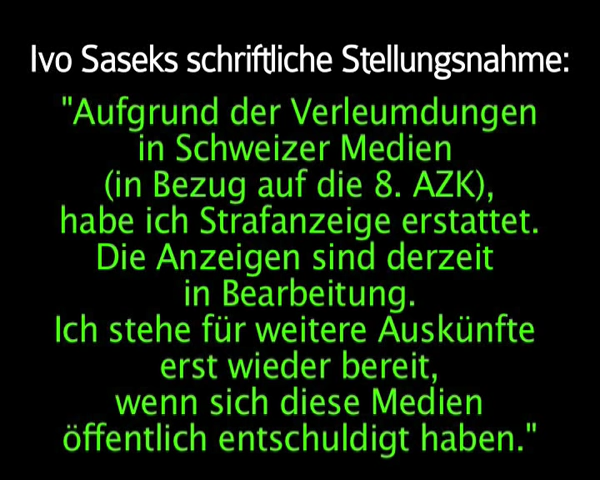 Ivo Saseks schriftliche Stellungsnahme:
"Aufgrund der Verleumdungen
in Schweizer Medien
(in Bezug auf die 8. AZK),
habe ich Strafanzeige erstattet.
Die Anzeigen sind derzeit
in Bearbeitung.
Ich stehe für weitere Auskünfte
erst wieder bereit,
wenn sich diese Medien
öffentlich entschuldigt haben."